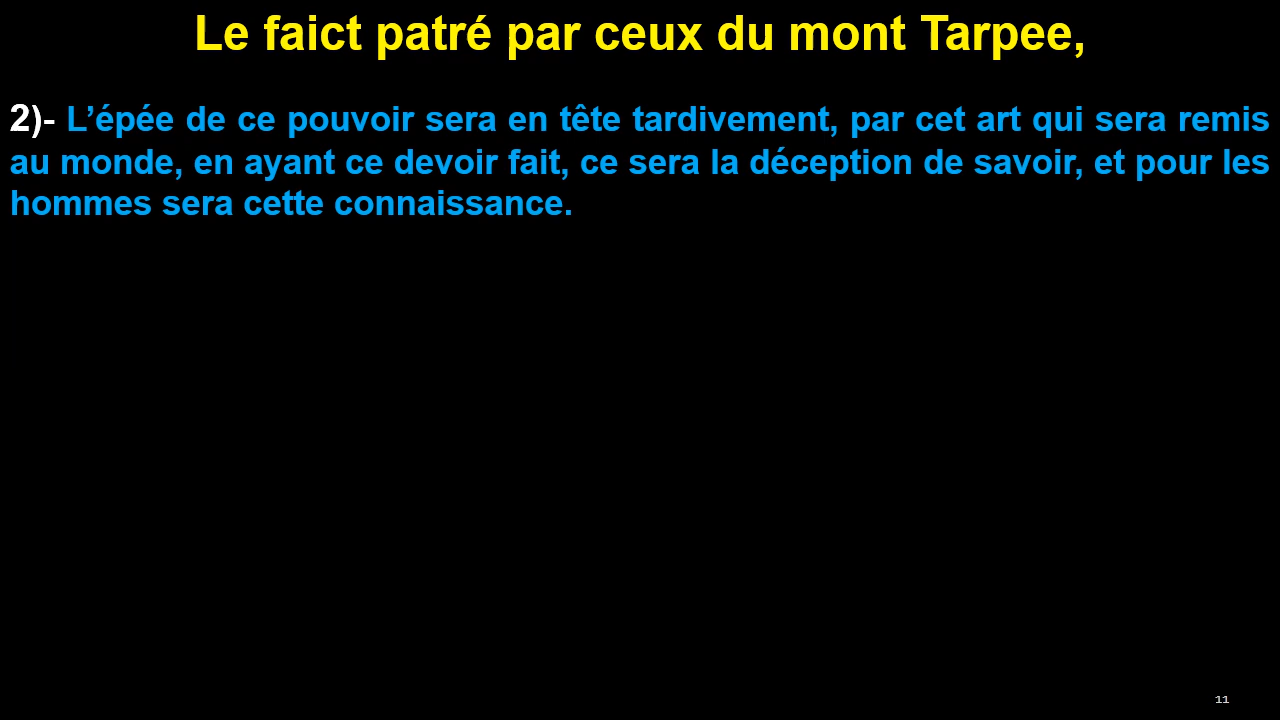 Le faict patré par ceux du mont Tarpee,
2)- L’épée de ce pouvoir sera en tête tardivement, par cet art qui sera remis
au monde, en ayant ce devoir fait, ce sera la déception de savoir, et pour les
hommes sera cette connaissance.
11